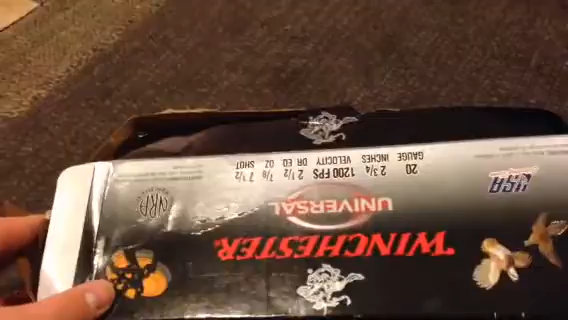 WINCHESTER
UNIVERSAL
20 2 3/4 1200 FPS 2 1/2 7/8 7 1/2
GAUGE INCHES VELOCITY DR EQ OZ SHOT
USA
NRA